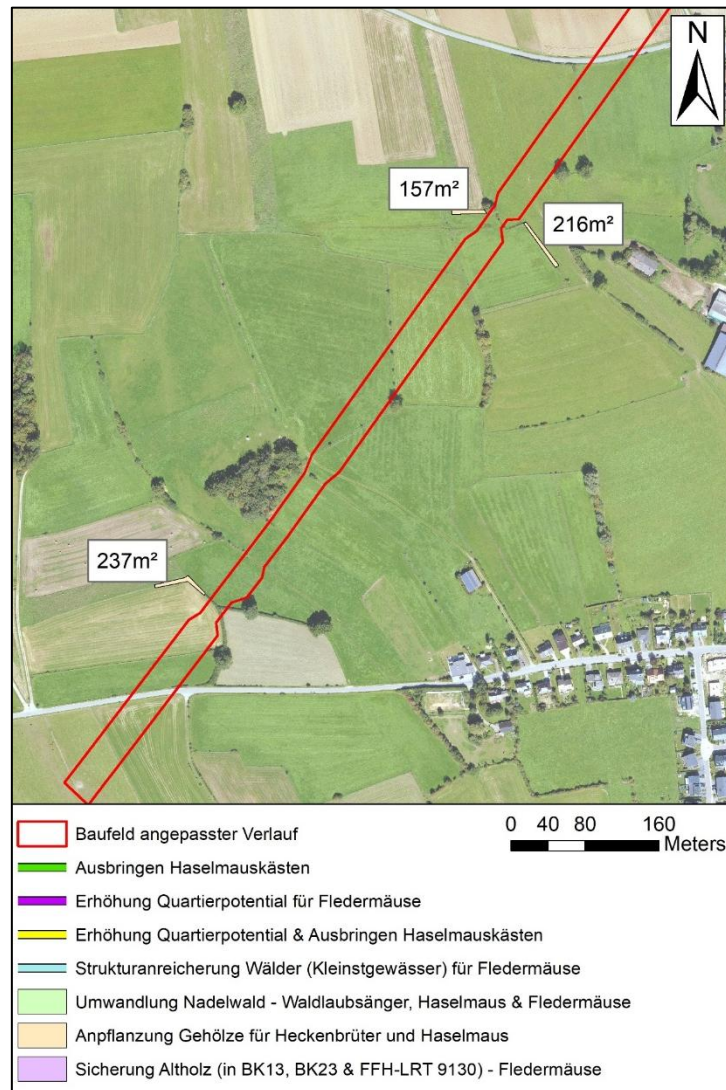 N
157m²
216m²
237m²
Baufeld angepasster Verlauf
0 40 80 160
Meters
Ausbringen Haselmauskästen
Erhöhung Quartierpotential für Fledermäuse
Erhöhung Quartierpotential & Ausbringen Haselmauskästen
Strukturanreicherung Wälder (Kleinstgewässer) für Fledermäuse
Umwandlung Nadelwald - Waldlaubsänger, Haselmaus & Fledermäuse
Anpflanzung Gehölze für Heckenbrüter und Haselmaus
Sicherung Altholz (in BK13, BK23 & FFH-LRT 9130) - Fledermäuse